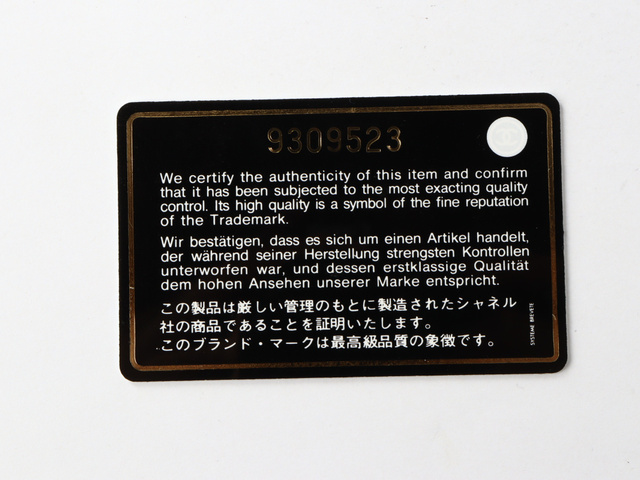 9309523
We certify the authenticity of this item and confirm
that it has been subjected to the most exacting quality
control. Its high quality is a symbol of the fine reputation
of the Trademark.
Wir bestätigen, dass es sich um einen Artikel handelt,
der während seiner Herstellung strengsten Kontrollen
unterworfen war, und dessen erstklassige Qualität
dem hohen Ansehen unserer Marke entspricht.
この製品は厳しい管理のもとに製造されたシャネル
社の商品であることを証明いたします。
このブランド・マークは最高級品質の象徴です。
SYSTEME BREVETE